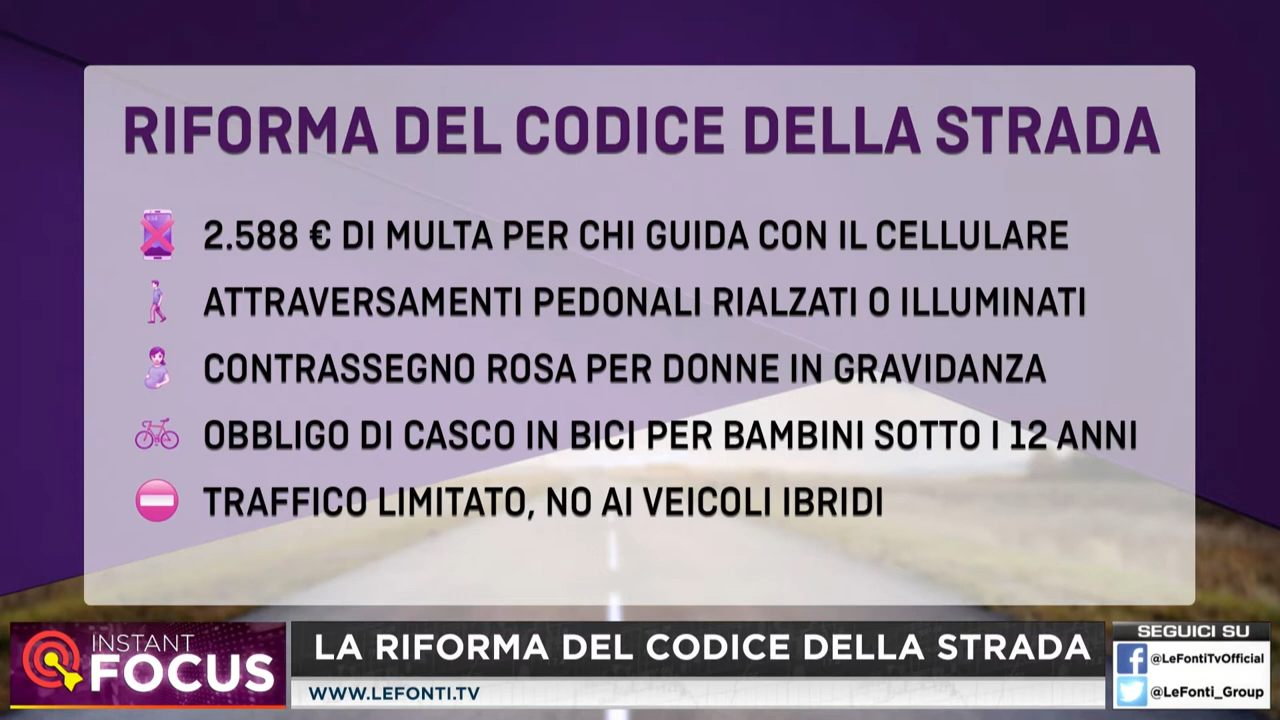 RIFORMA DEL CODICE DELLA STRADA
2.588 € DI MULTA PER CHI GUIDA CON IL CELLULARE
ATTRAVERSAMENTI PEDONALI RIALZATI O ILLUMINATI
CONTRASSEGNO ROSA PER DONNE IN GRAVIDANZA
OBBLIGO DI CASCO IN BICI PER BAMBINI SOTTO I 12 ANNI
TRAFFICO LIMITATO, NO AI VEICOLI IBRIDI
INSTANT
FOCUS
LA RIFORMA DEL CODICE DELLA STRADA
WWW.LEFONTI.TV
SEGUICI SU
@LeFontiTvOfficial
@LeFonti_Group